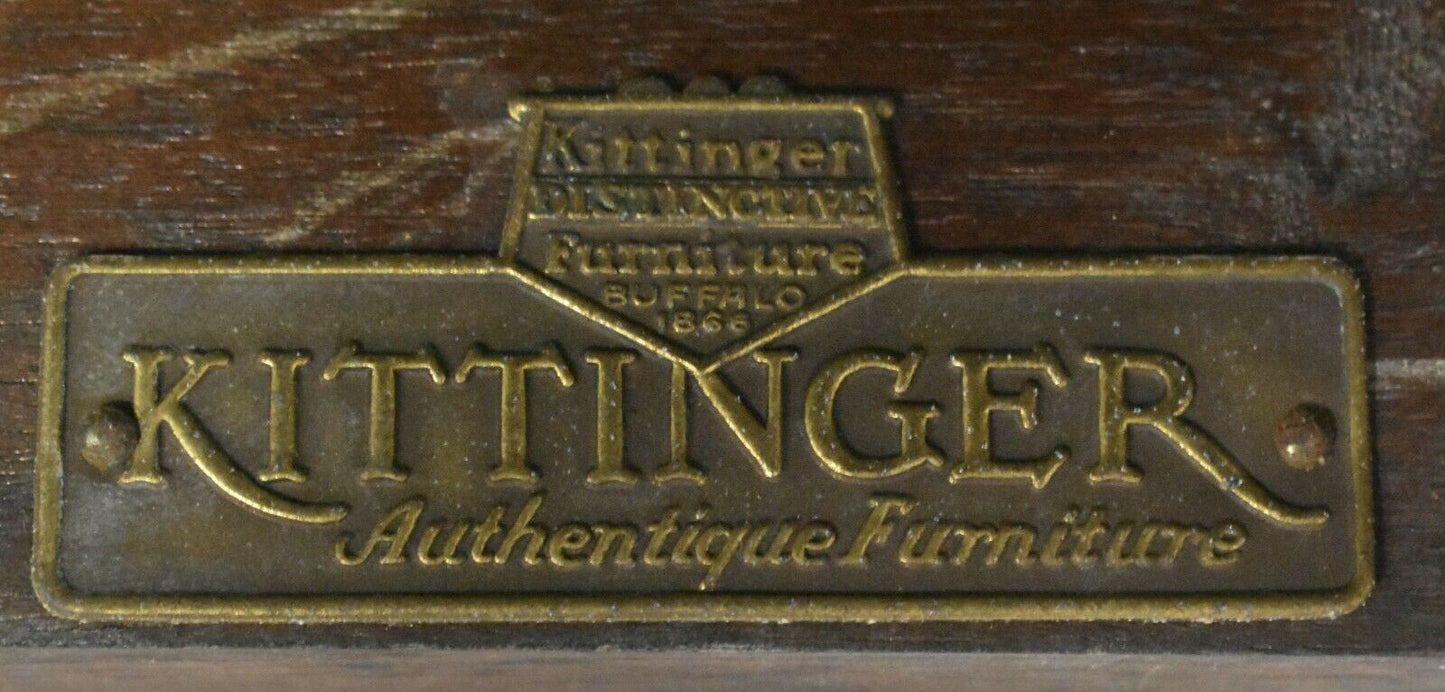 Kittinger
DISTINCTIVE
Furniture
BUFFALO
1866
KITTINGER
Authentique Furniture